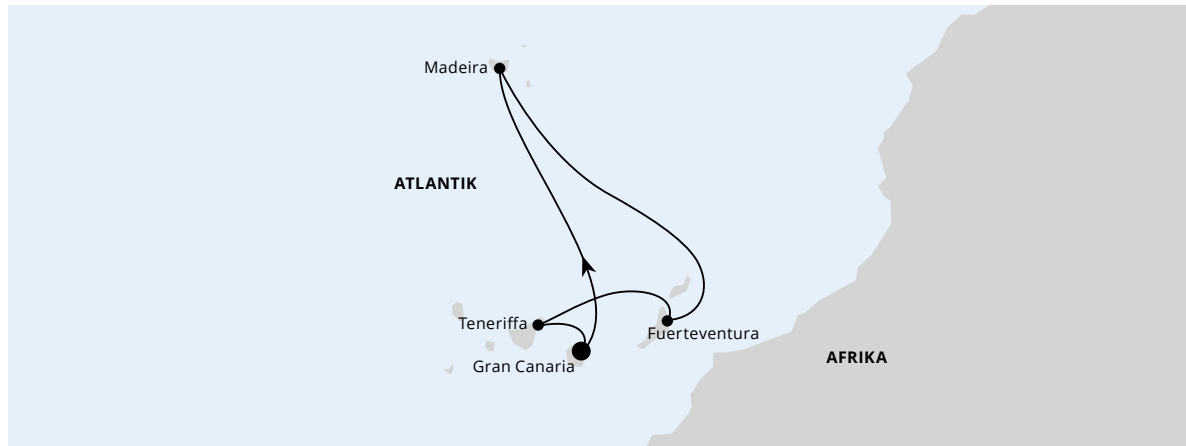 Madeira
ATLANTIK
Teneriffa
Fuerteventura
AFRIKA
Gran Canaria